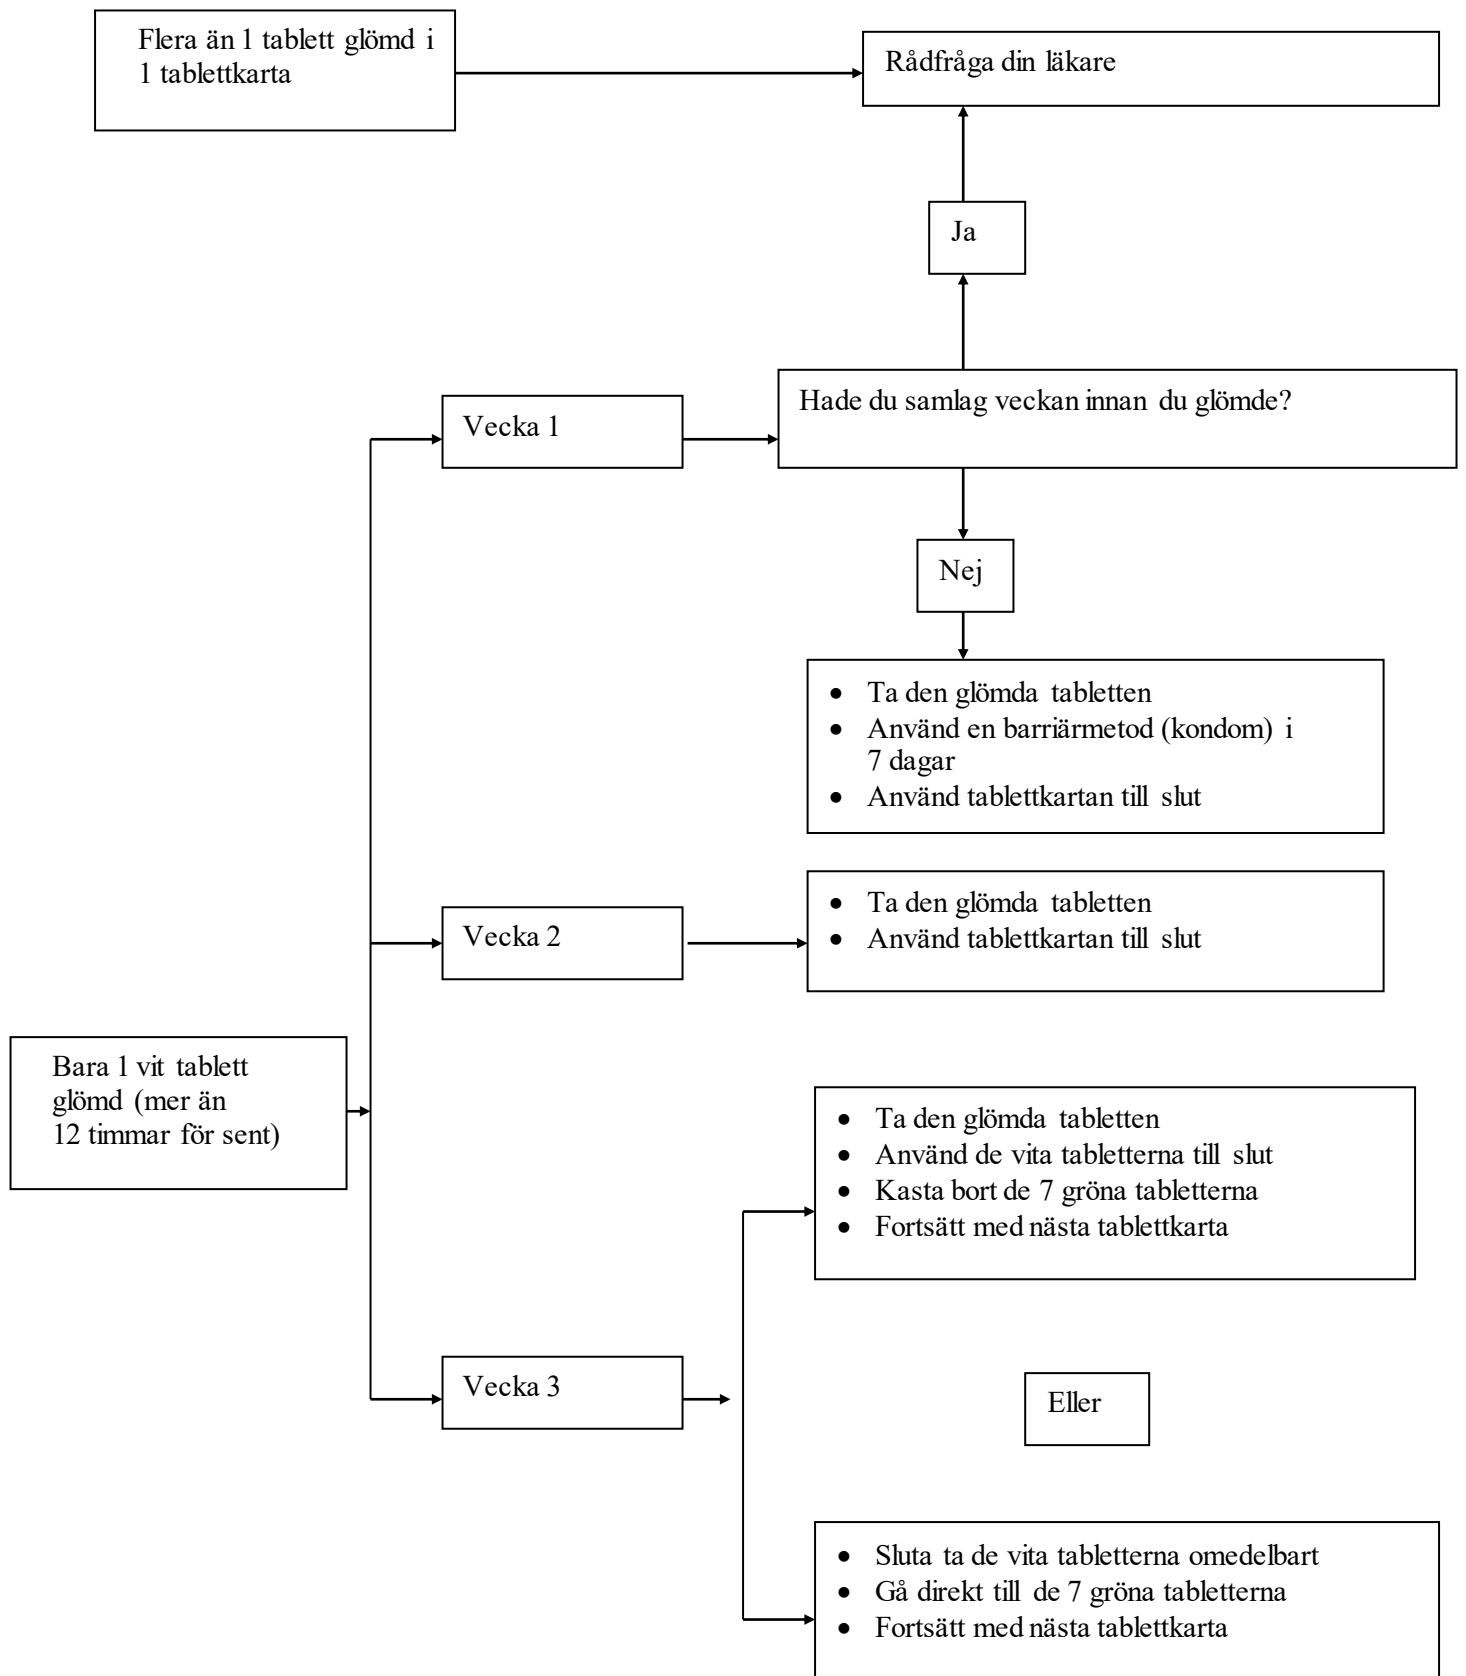 Flera än 1 tablett glömd i
1 tablettkarta
Rådfråga din läkare
Ja
Hade du samlag veckan innan du glömde?
Vecka 1
Nej
• Ta den glömda tabletten
• Använd en barriärmetod (kondom) i
7 dagar
• Använd tablettkartan till slut
Vecka 2
• Ta den glömda tabletten
• Använd tablettkartan till slut
Bara 1 vit tablett
glömd (mer än
12 timmar för sent)
• Ta den glömda tabletten
• Använd de vita tabletterna till slut
• Kasta bort de 7 gröna tabletterna
• Fortsätt med nästa tablettkarta
Vecka 3
Eller
• Sluta ta de vita tabletterna omedelbart
• Gå direkt till de 7 gröna tabletterna
• Fortsätt med nästa tablettkarta